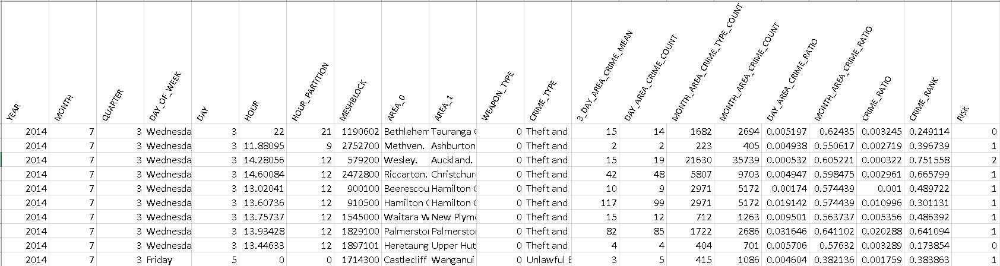 YEAR MONTH QUARTER DAY_OF_WEEK DAY HOUR HOUR_PARTITION MESHBLOCK AREA_0 AREA_1 WEAPON_TYPE CRIME_TYPE 3_DAY_AREA_CRIME_MEAN DAY_AREA_CRIME_COUNT MONTH_AREA_CRIME_TYPE_COUNT MONTH_AREA_CRIME_COUNT DAY_AREA_CRIME_RATIO MONTH_AREA_CRIME_RATIO CRIME_RATIO CRIME_RANK RISK
2014 7 3 Wednesda 3 22 21 1190602 Bethlehem Tauranga C 0 Theft and 15 14 1682 2694 0.005197 0.62435 0.003245 0.249114 0
2014 7 3 Wednesda 3 11.88095 9 2752700 Methven. Ashburton 0 Theft and 2 2 223 405 0.004938 0.550617 0.002719 0.396739 1
2014 7 3 Wednesda 3 14.28056 12 579200 Wesley. Auckland. 0 Theft and 15 19 21630 35739 0.000532 0.605221 0.000322 0.751558 2
2014 7 3 Wednesda 3 14.60084 12 2472800 Riccarton. Christchur 0 Theft and 42 48 5807 9703 0.004947 0.598475 0.002961 0.665799 1
2014 7 3 Wednesda 3 13.02041 12 900100 Beerescou Hamilton C 0 Theft and 10 9 2971 5172 0.00174 0.574439 0.001 0.489722 1
2014 7 3 Wednesda 3 13.60736 12 910500 Hamilton C Hamilton C 0 Theft and 117 99 2971 5172 0.019142 0.574439 0.010996 0.301131 1
2014 7 3 Wednesda 3 13.75737 12 1545000 Waitara W New Plym 0 Theft and 15 12 712 1263 0.009501 0.563737 0.005356 0.486392 1
2014 7 3 Wednesda 3 13.93428 12 1829100 Palmersto Palmersto 0 Theft and 82 85 1722 2686 0.031646 0.641102 0.020288 0.641094 1
2014 7 3 Wednesda 3 13.44633 12 1897101 Heretaung Upper Hut 0 Theft and 4 4 404 701 0.005706 0.57632 0.003289 0.173854 0
2014 7 3 Friday 5 0 0 1714300 Castlecliff Wanganui 0 Unlawful E 3 5 415 1086 0.004604 0.382136 0.001759 0.383863 1